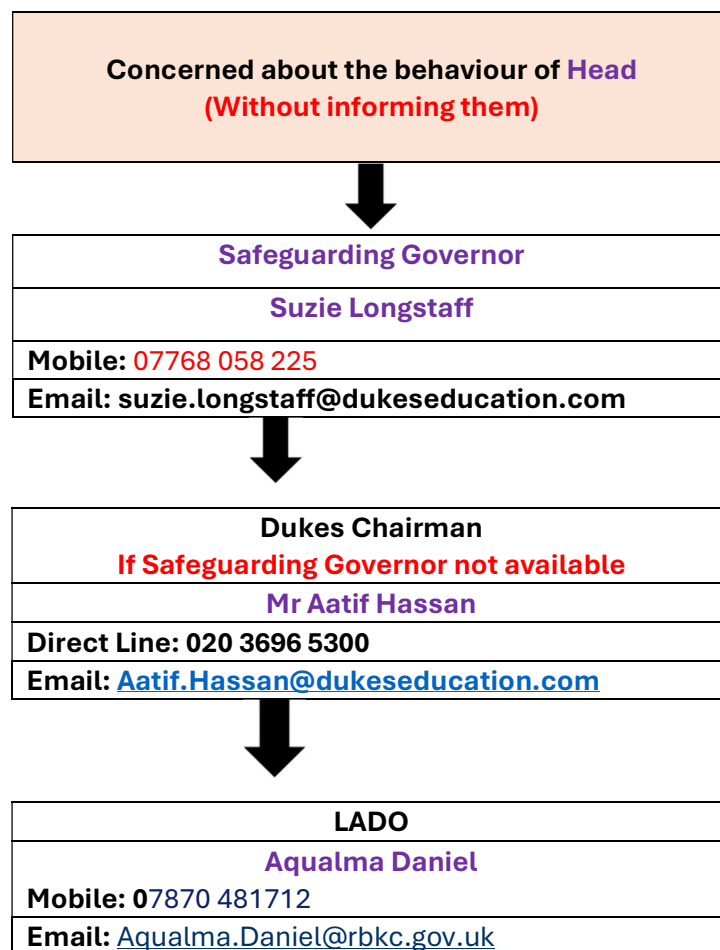 Concerned about the behaviour of Head
(Without informing them)
Safeguarding Governor
Suzie Longstaff
Mobile: 07768 058 225
Email: suzie.longstaff@dukeseducation.com
Dukes Chairman
If Safeguarding Governor not available
Mr Aatif Hassan
Direct Line: 020 3696 5300
Email: Aatif.Hassan@dukeseducation.com
LADO
Aqualma Daniel
Mobile: 07870 481712
Email: Aqualma.Daniel@rbkc.gov.uk